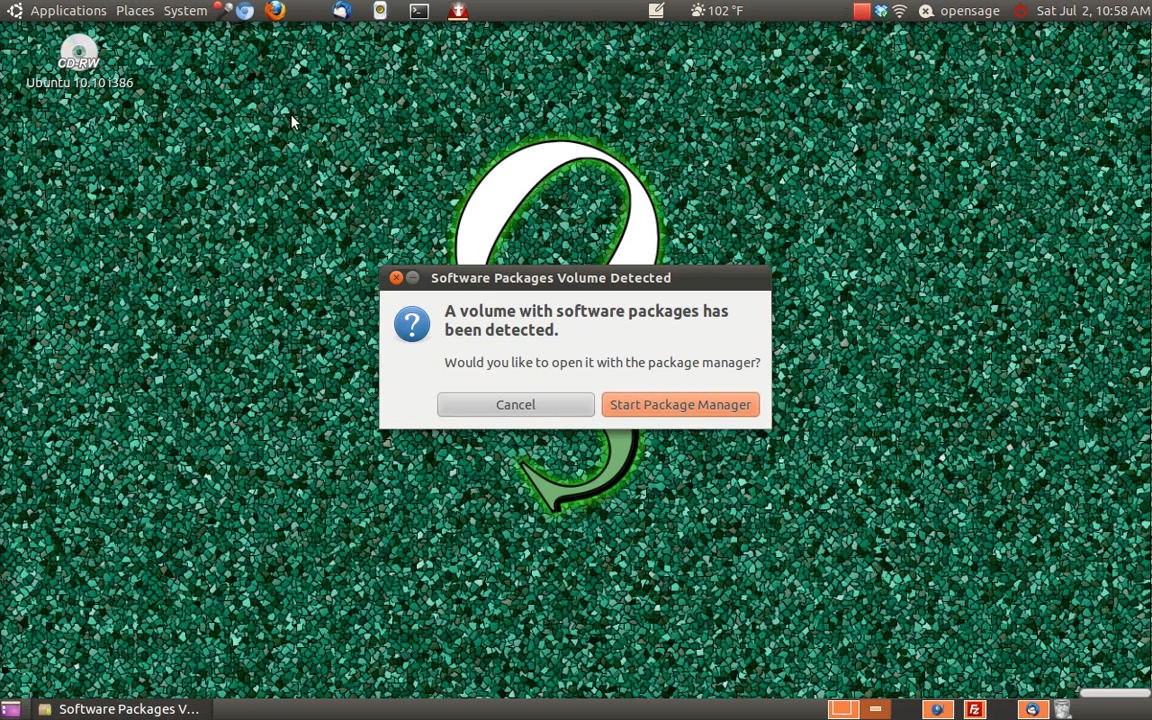 Applications Places System 102 °F opensage Sat Jul 2, 10:58 AM
CD-RW
Ubuntu 10.10 i386
Software Packages Volume Detected
A volume with software packages has
been detected.
Would you like to open it with the package manager?
Cancel Start Package Manager
Software Packages V...